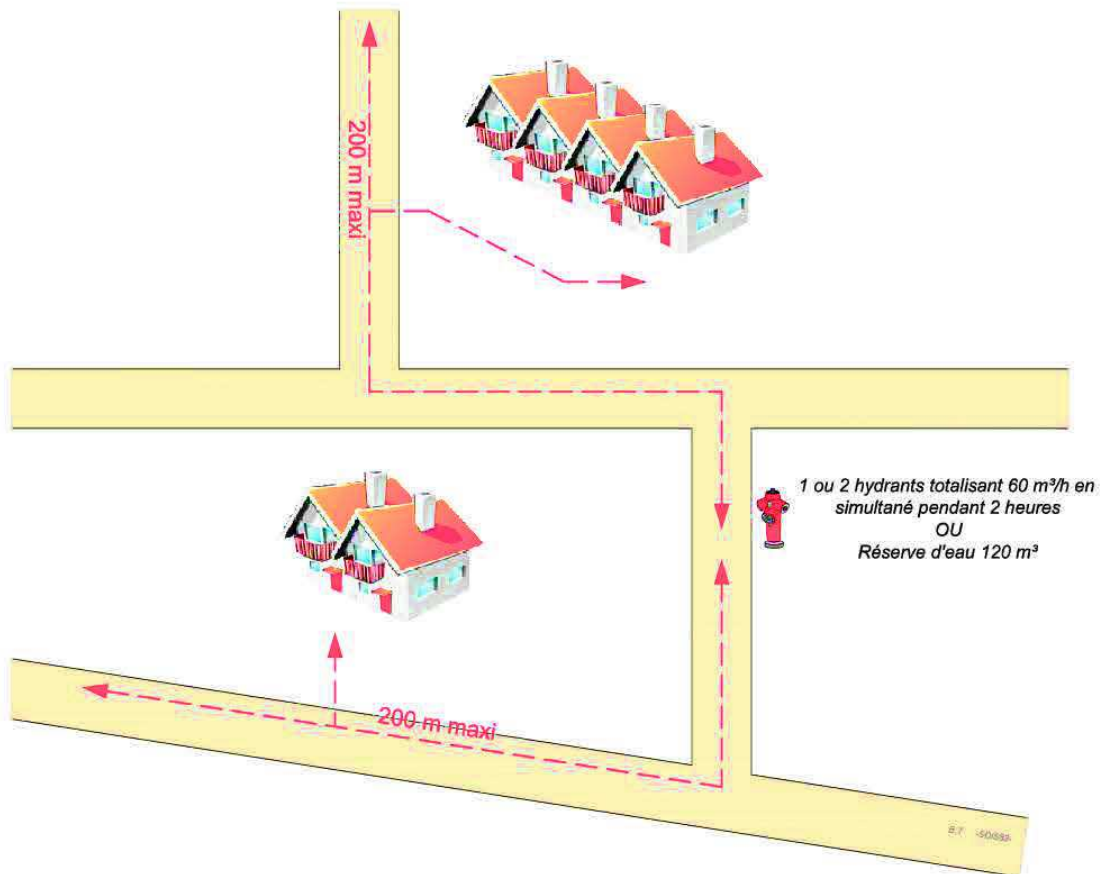 200 m maxi
1 ou 2 hydrants totalisant 60 m³/h en
simultané pendant 2 heures
OU
Réserve d'eau 120 m³
200 m maxi